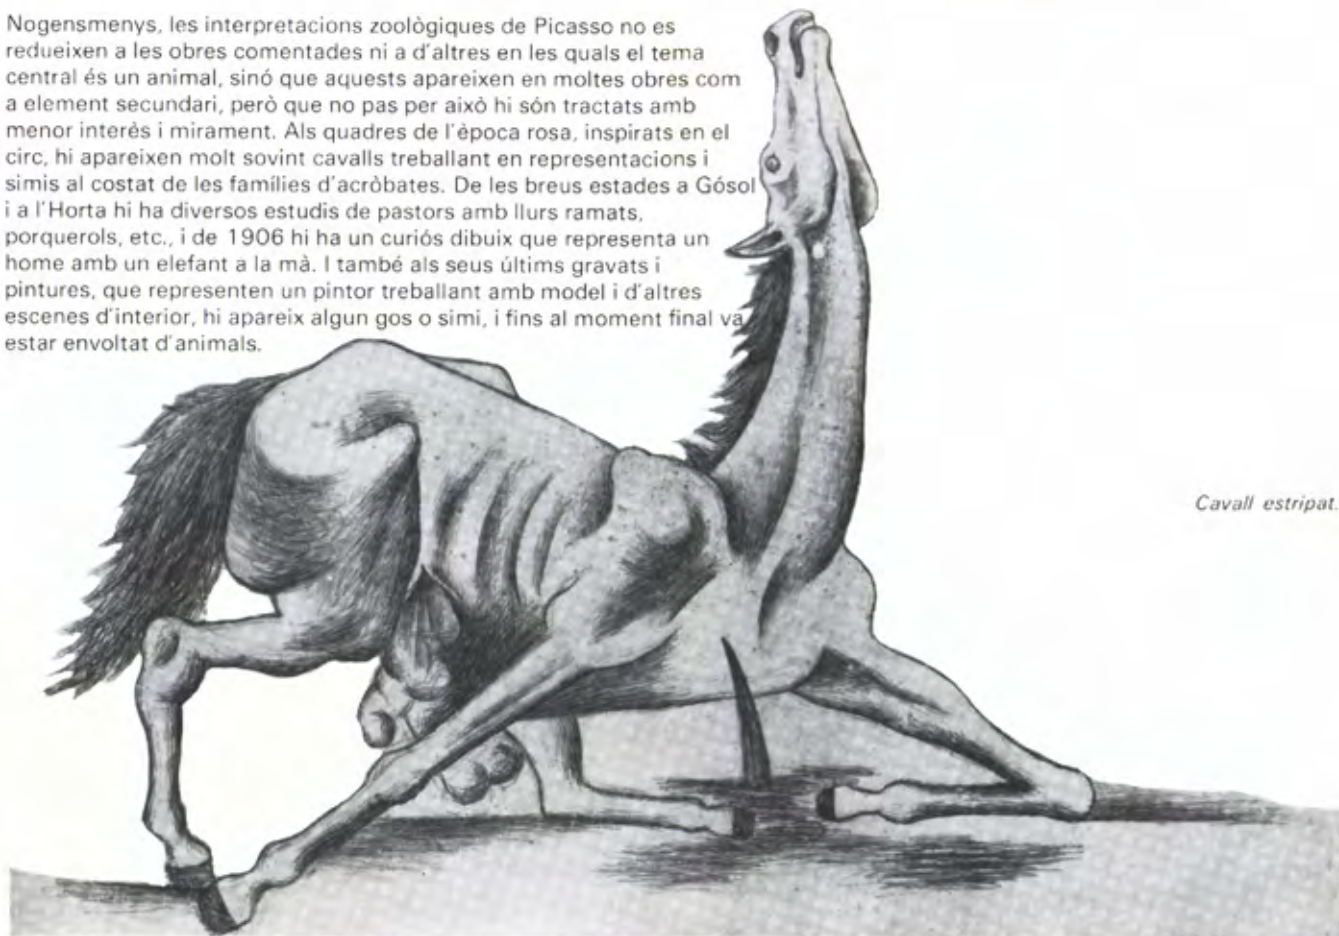 Nogensmenys, les interpretacions zoològiques de Picasso no es
redueixen a les obres comentades ni a d'altres en les quals el tema
central és un animal, sinó que aquests apareixen en moltes obres com
a element secundari, però que no pas per això hi són tractats amb
menor interès i mirament. Als quadres de l'època rosa, inspirats en el
circ, hi apareixen molt sovint cavalls treballant en representacions i
simis al costat de les famílies d'acròbates. De les breus estades a Gósol
i a l'Horta hi ha diversos estudis de pastors amb llurs ramats,
porquerols, etc., i de 1906 hi ha un curiós dibuix que representa un
home amb un elefant a la mà. I també als seus últims gravats i
pintures, que representen un pintor treballant amb model i d'altres
escenes d'interior, hi apareix algun gos o simi, i fins al moment final va
estar envoltat d'animals.
Cavall estripat.